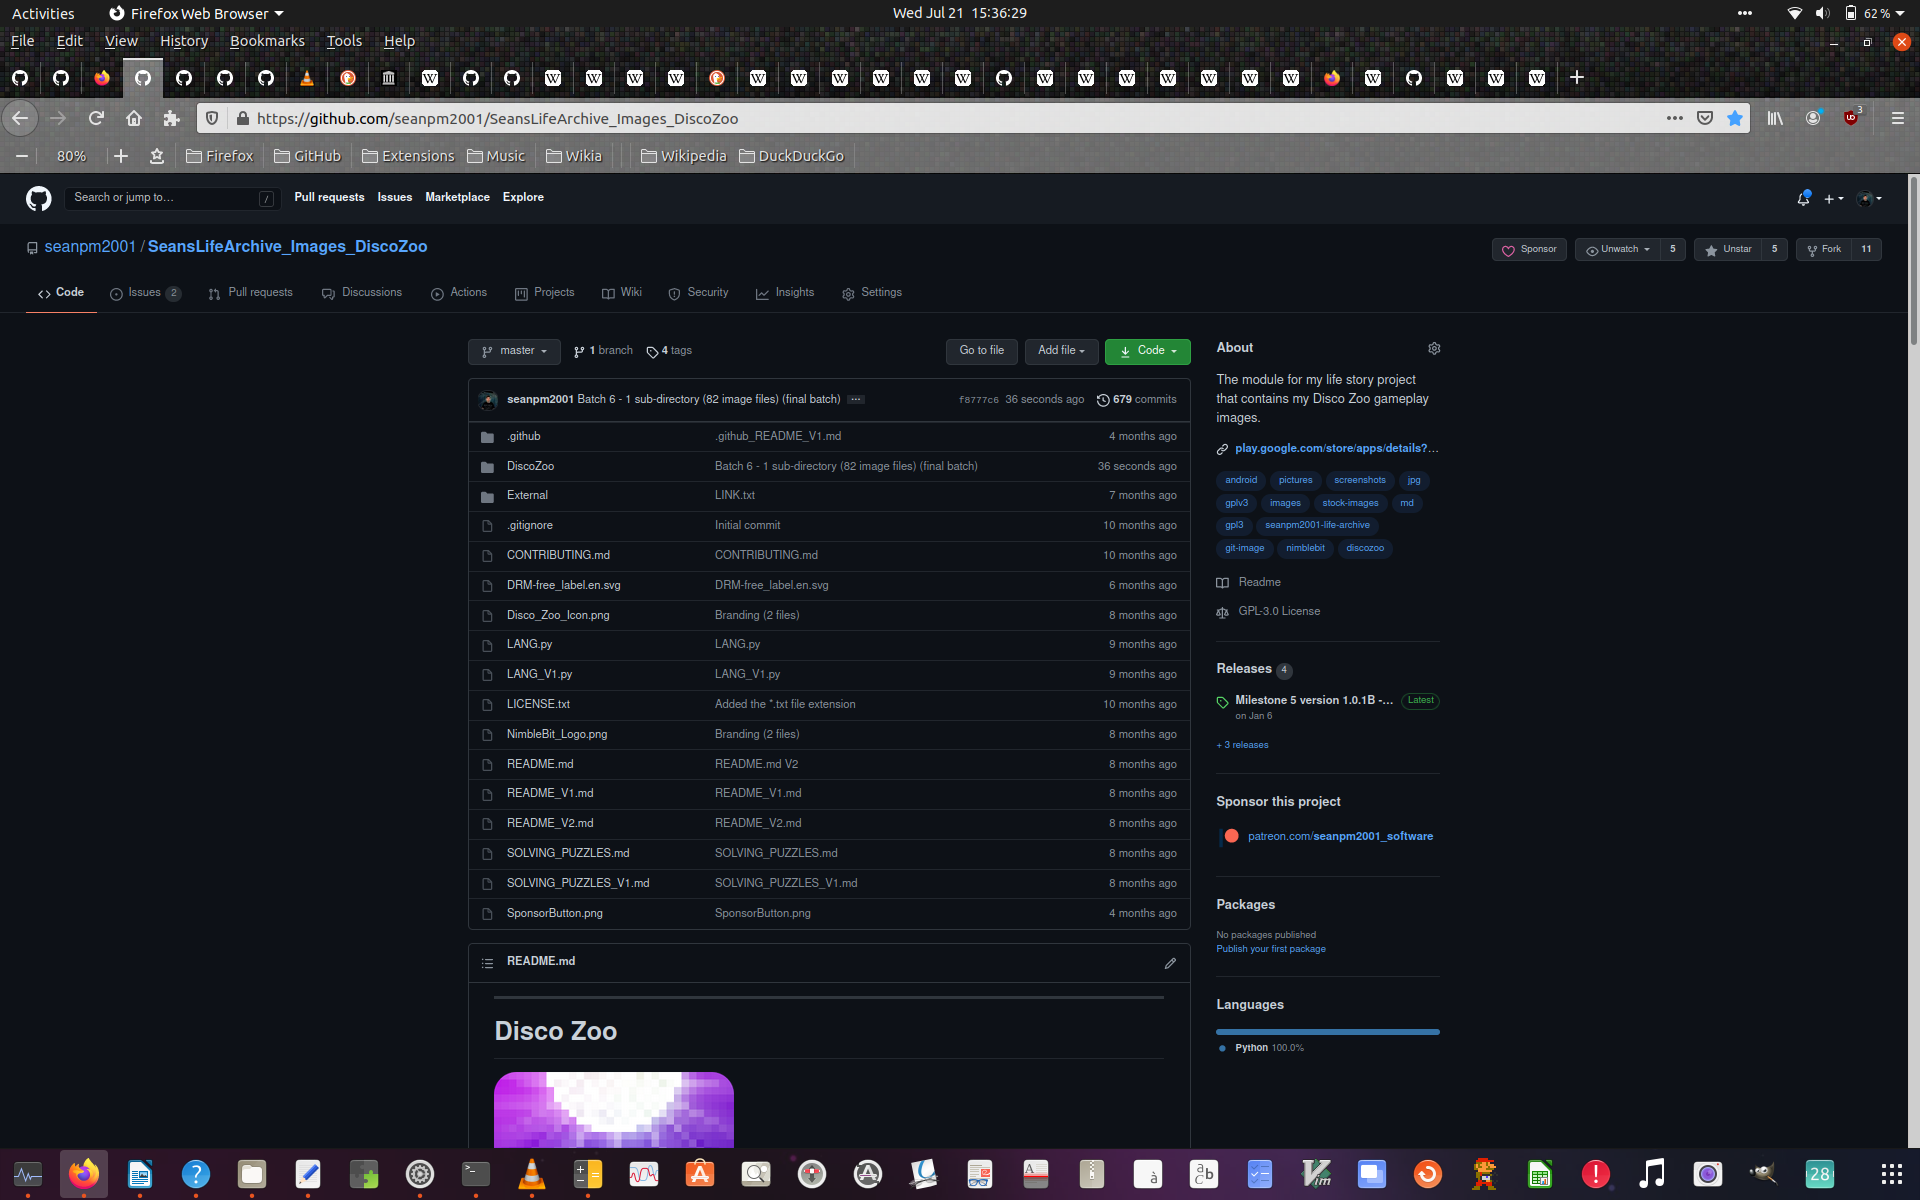 Activities Firefox Web Browser Wed Jul 21 15:36:29 62 %
File Edit View History Bookmarks Tools Help
https://github.com/seanpm2001/SeansLifeArchive_Images_DiscoZoo 3
80% Firefox GitHub Extensions Music Wikia Wikipedia DuckDuckGo
Search or jump to... / Pull requests Issues Marketplace Explore
seanpm2001 / SeansLifeArchive_Images_DiscoZoo Sponsor Unwatch 5 Unstar 5 Fork 11
Code Issues 2 Pull requests Discussions Actions Projects Wiki Security Insights Settings
master 1 branch 4 tags Go to file Add file Code
seanpm2001 Batch 6 - 1 sub-directory (82 image files) (final batch) ... f8777c6 36 seconds ago 679 commits
.github .github_README_V1.md 4 months ago
DiscoZoo Batch 6 - 1 sub-directory (82 image files) (final batch) 36 seconds ago
External LINK.txt 7 months ago
.gitignore Initial commit 10 months ago
CONTRIBUTING.md CONTRIBUTING.md 10 months ago
DRM-free_label.en.svg DRM-free_label.en.svg 6 months ago
Disco_Zoo_Icon.png Branding (2 files) 8 months ago
LANG.py LANG.py 9 months ago
LANG_V1.py LANG_V1.py 9 months ago
LICENSE.txt Added the *.txt file extension 10 months ago
NimbleBit_Logo.png Branding (2 files) 8 months ago
README.md README.md V2 8 months ago
README_V1.md README_V1.md 8 months ago
README_V2.md README_V2.md 8 months ago
SOLVING_PUZZLES.md SOLVING_PUZZLES.md 8 months ago
SOLVING_PUZZLES_V1.md SOLVING_PUZZLES_V1.md 8 months ago
SponsorButton.png SponsorButton.png 4 months ago
README.md
Disco Zoo
About
The module for my life story project
that contains my Disco Zoo gameplay
images.
play.google.com/store/apps/details?...
android pictures screenshots jpg
gplv3 images stock-images md
gpl3 seanpm2001-life-archive
git-image nimblebit discozoo
Readme
GPL-3.0 License
Releases 4
Milestone 5 version 1.0.1B -... Latest
on Jan 6
+ 3 releases
Sponsor this project
patreon.com/seanpm2001_software
Packages
No packages published
Publish your first package
Languages
Python 100.0%
28